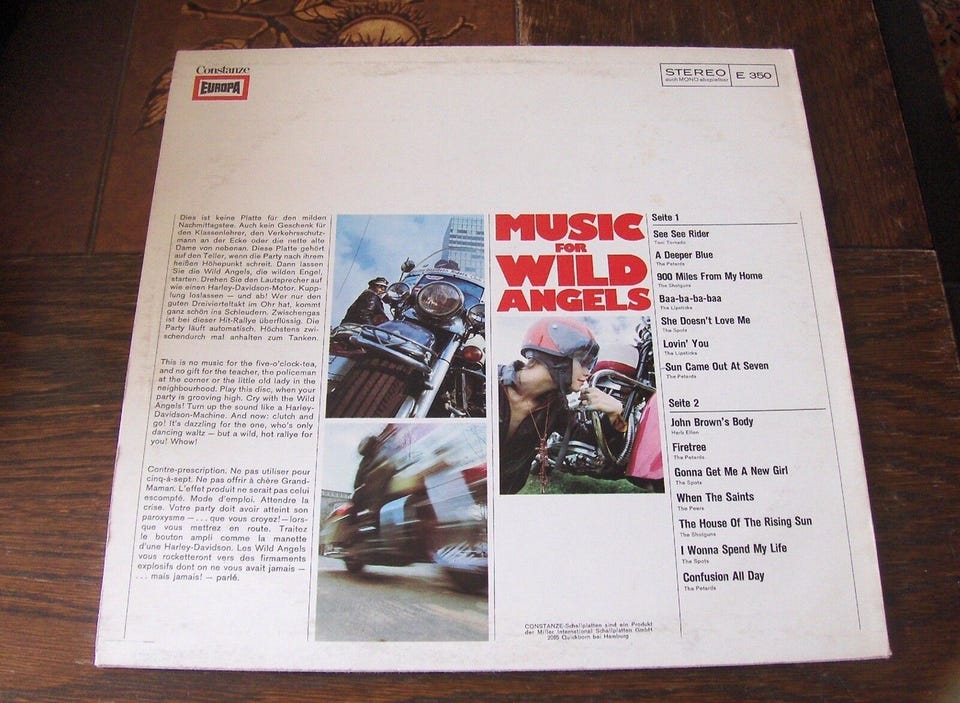 Constanze
EUROPA
STEREO
auch MONO abspielbar
E 350
Dies ist keine Platte für den milden
Nachmittagstee. Auch kein Geschenk für
den Klassenlehrer, den Verkehrsschutz-
mann an der Ecke oder die nette alte
Dame von nebenan. Diese Platte gehört
auf den Teller, wenn die Party nach ihrem
heißen Höhepunkt schreit. Dann lassen
Sie die Wild Angels, die wilden Engel,
starten. Drehen Sie den Lautsprecher auf
wie einen Harley-Davidson-Motor. Kupp-
lung loslassen — und ab! Wer nur den
guten Dreivierteltakt im Ohr hat, kommt
ganz schön ins Schleudern. Zwischengas
ist bei dieser Hit-Rallye überflüssig. Die
Party läuft automatisch. Höchstens zwi-
schendurch mal anhalten zum Tanken.
This is no music for the five-o'clock-tea,
and no gift for the teacher, the policeman
at the corner or the little old lady in the
neighbourhood. Play this disc, when your
party is grooving high. Cry with the Wild
Angels! Turn up the sound like a Harley-
Davidson-Machine. And now: clutch and
go! It's dazzling for the one, who's only
dancing waltz — but a wild, hot rallye for
you! Whow!
Contre-prescription. Ne pas utiliser pour
cinq-à-sept. Ne pas offrir à chère Grand-
Maman. L'effet produit ne serait pas celui
escompté. Mode d'emploi. Attendre la
crise. Votre party doit avoir atteint son
paroxysme — ... que vous croyez! — lors-
que vous mettrez en route. Traitez
le bouton ampli comme la manette
d'une Harley-Davidson. Les Wild Angels
vous rocketteront vers des firmaments
explosifs dont on ne vous avait jamais —
... mais jamais! — parlé.
MUSIC
FOR
WILD
ANGELS
Seite 1
See See Rider
Toni Tornado
A Deeper Blue
The Petards
900 Miles From My Home
The Shotguns
Baa-ba-ba-baa
The Lipsticks
She Doesn't Love Me
The Spots
Lovin' You
The Lipsticks
Sun Came Out At Seven
The Petards
Seite 2
John Brown's Body
Herb Ellen
Firetree
The Petards
Gonna Get Me A New Girl
The Spots
When The Saints
The Peers
The House Of The Rising Sun
The Shotguns
I Wonna Spend My Life
The Spots
Confusion All Day
The Petards
CONSTANZE-Schallplatten sind ein Produkt
der Miller International Schallplatten GmbH
2085 Quickborn bei Hamburg